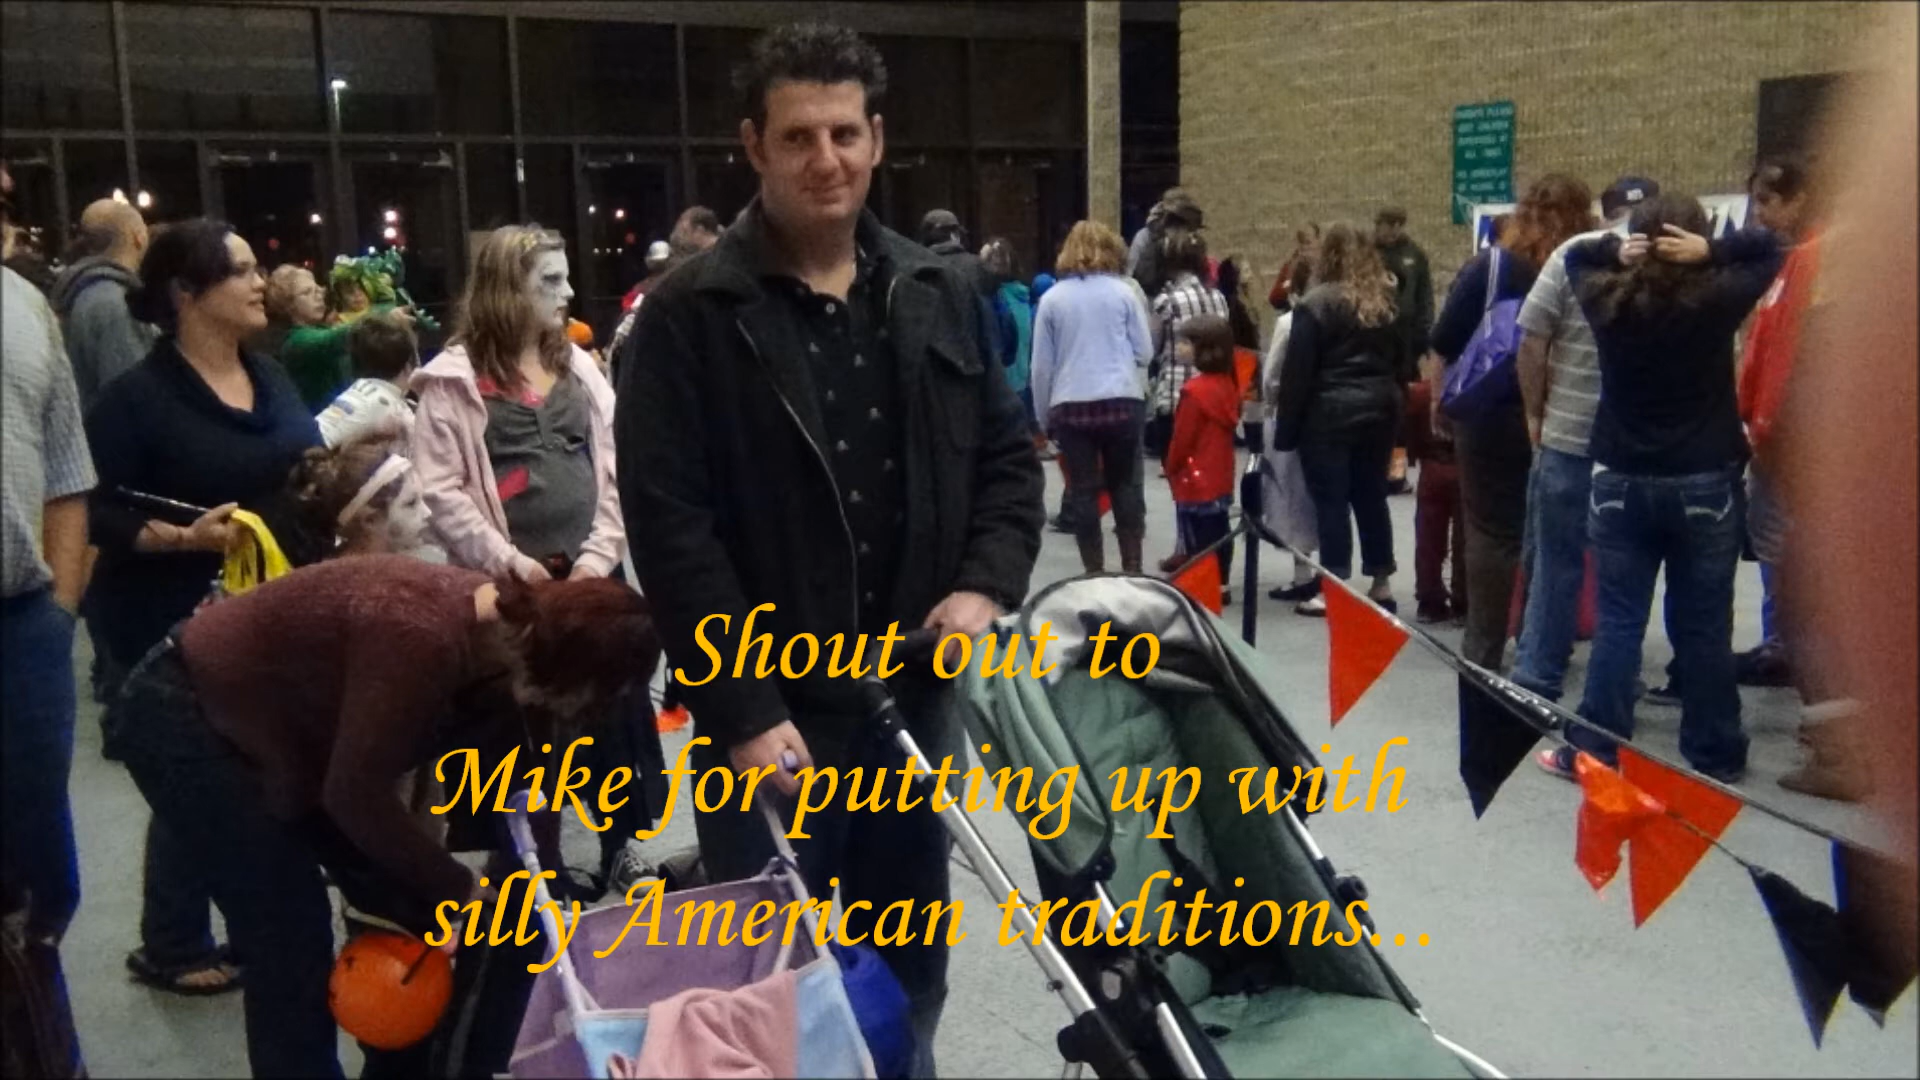 Shout out to
Mike for putting up with
silly American traditions...